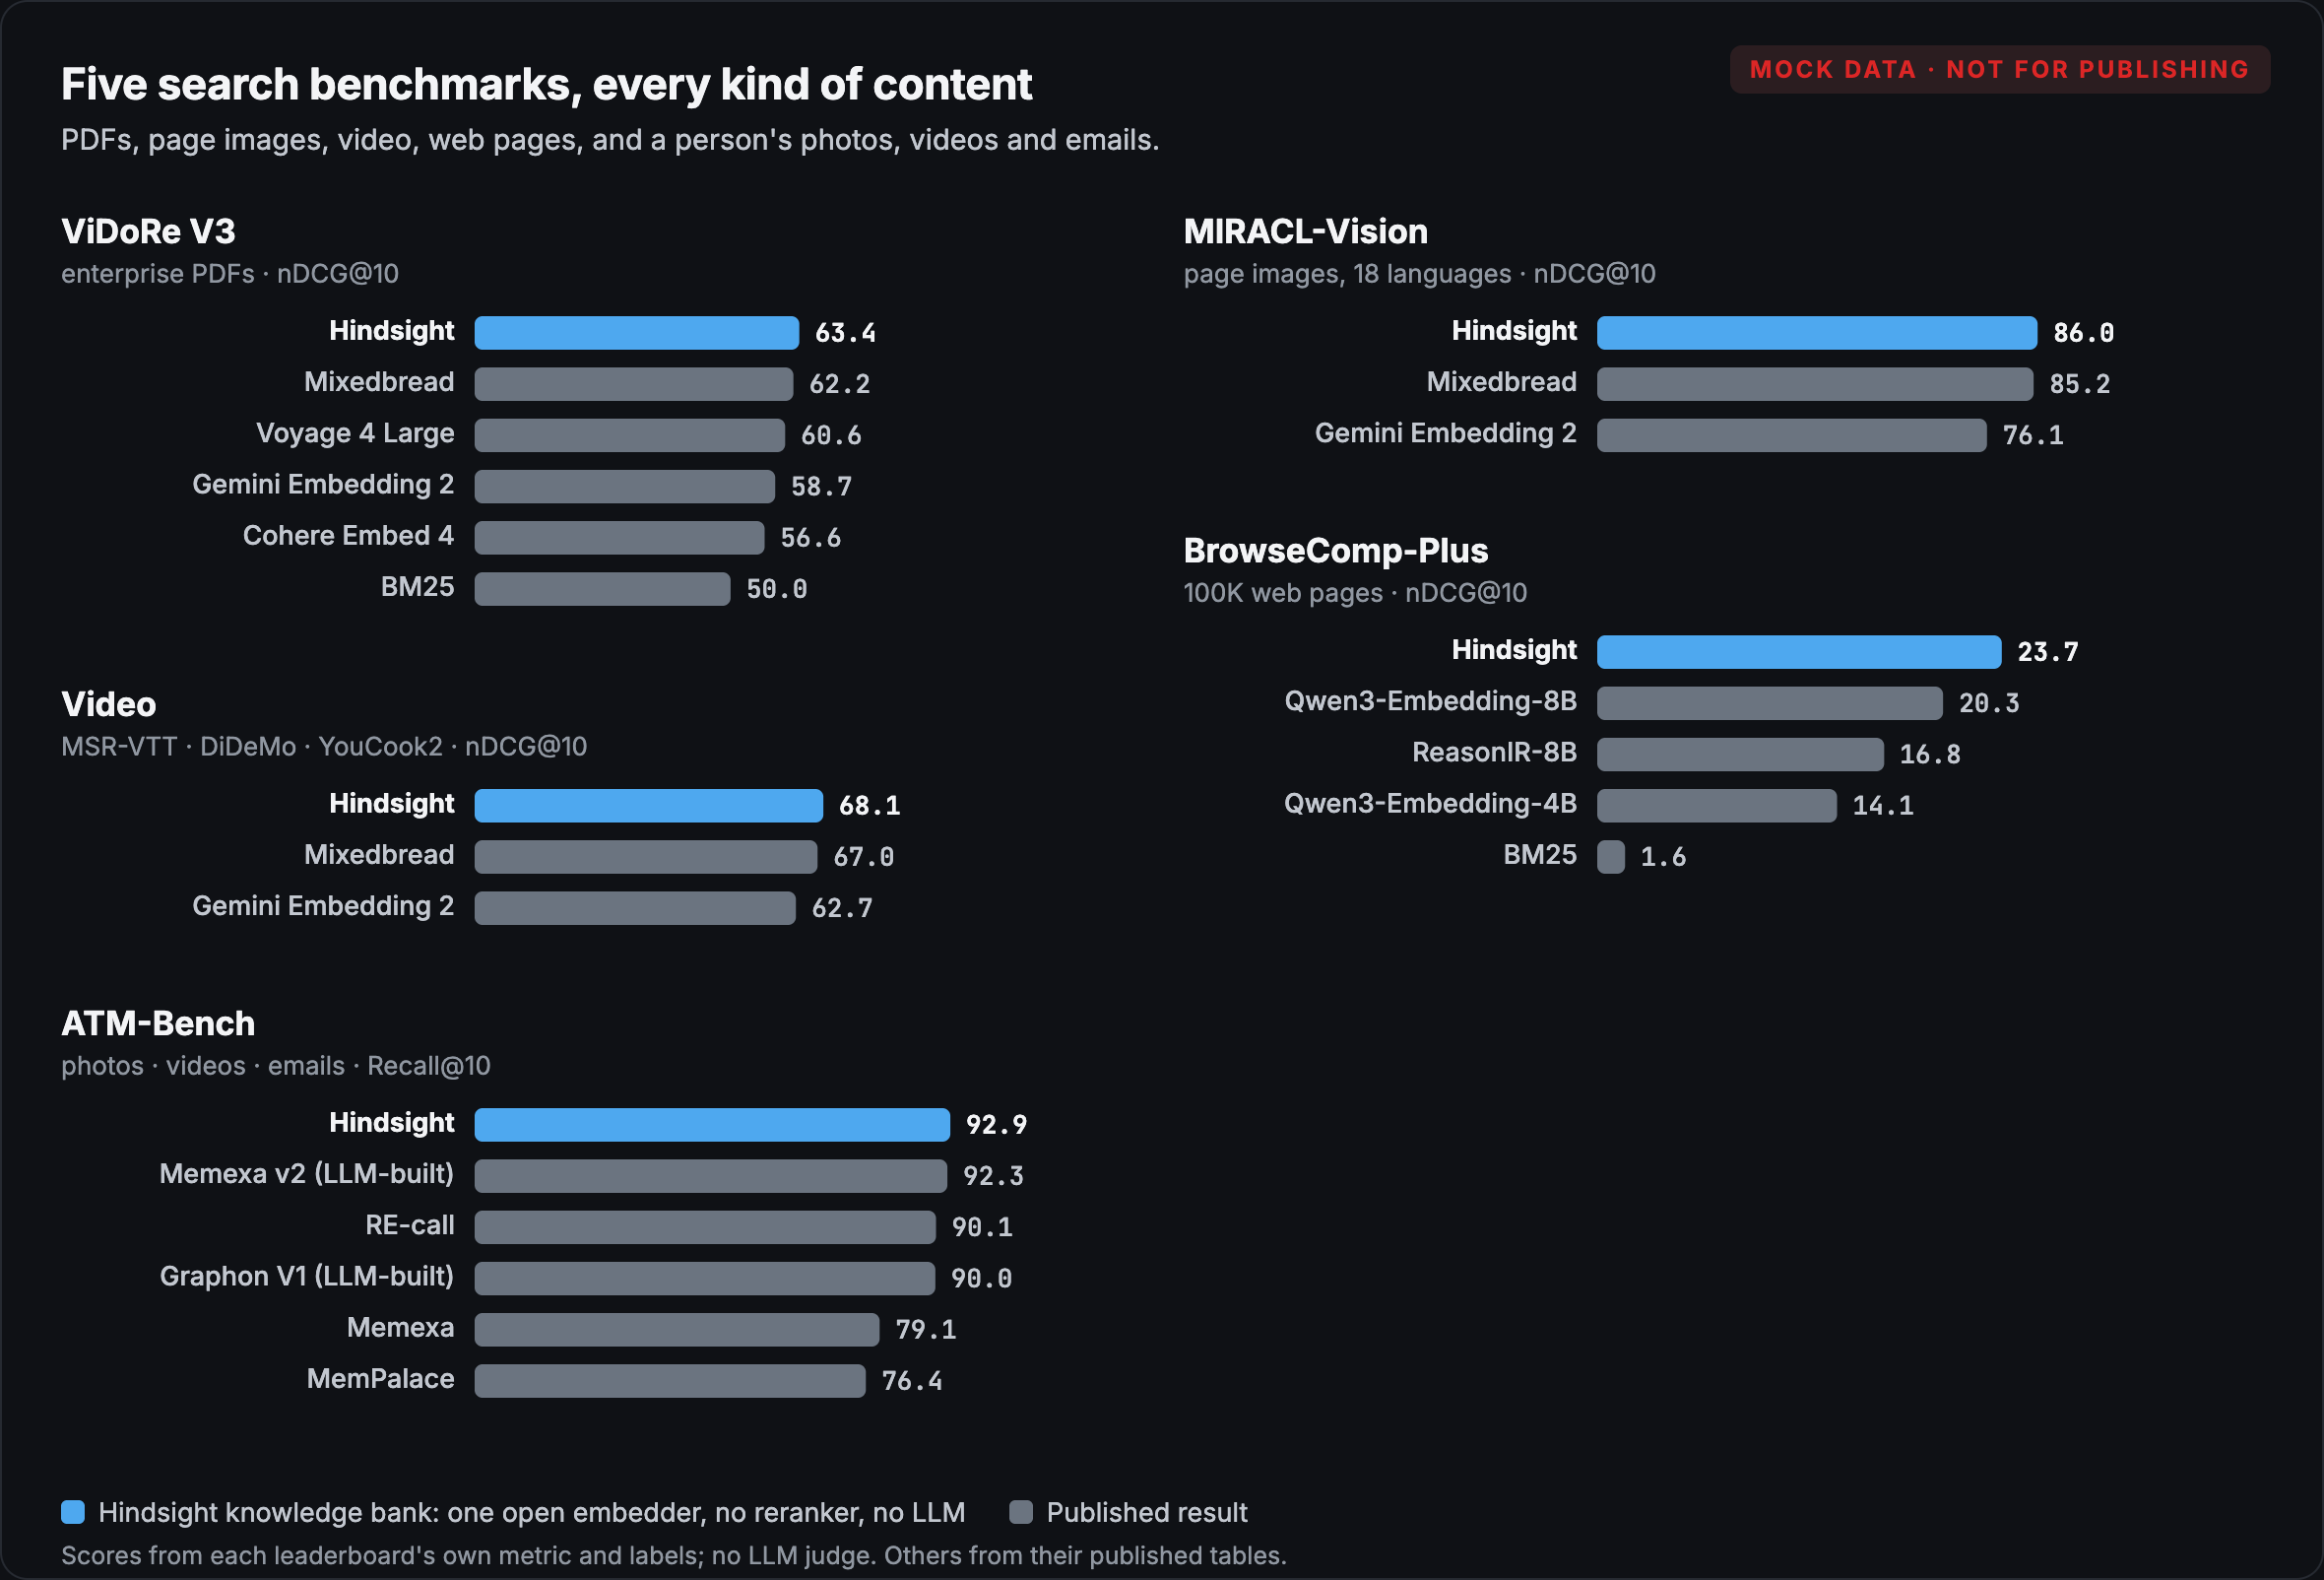 Five search benchmarks, every kind of content
MOCK DATA · NOT FOR PUBLISHING
PDFs, page images, video, web pages, and a person's photos, videos and emails.
ViDoRe V3
enterprise PDFs · nDCG@10
Hindsight 63.4
Mixedbread 62.2
Voyage 4 Large 60.6
Gemini Embedding 2 58.7
Cohere Embed 4 56.6
BM25 50.0
Video
MSR-VTT · DiDeMo · YouCook2 · nDCG@10
Hindsight 68.1
Mixedbread 67.0
Gemini Embedding 2 62.7
ATM-Bench
photos · videos · emails · Recall@10
Hindsight 92.9
Memexa v2 (LLM-built) 92.3
RE-call 90.1
Graphon V1 (LLM-built) 90.0
Memexa 79.1
MemPalace 76.4
MIRACL-Vision
page images, 18 languages · nDCG@10
Hindsight 86.0
Mixedbread 85.2
Gemini Embedding 2 76.1
BrowseComp-Plus
100K web pages · nDCG@10
Hindsight 23.7
Qwen3-Embedding-8B 20.3
ReasonIR-8B 16.8
Qwen3-Embedding-4B 14.1
BM25 1.6
Hindsight knowledge bank: one open embedder, no reranker, no LLM
Published result
Scores from each leaderboard's own metric and labels; no LLM judge. Others from their published tables.